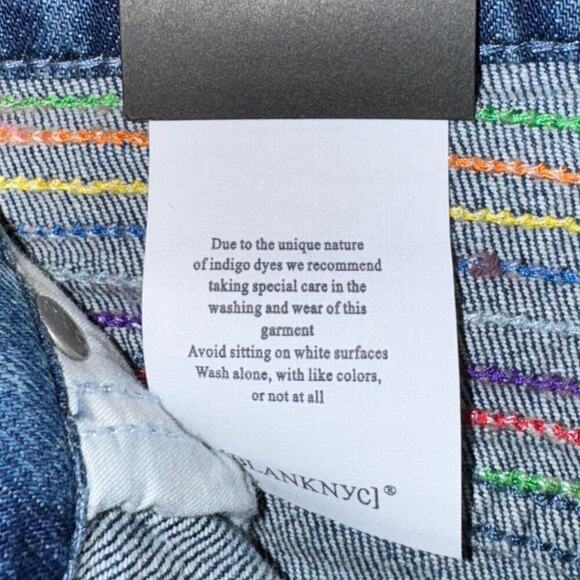 Due to the unique nature
of indigo dyes we recommend
taking special care in the
washing and wear of this
garment
Avoid sitting on white surfaces
Wash alone, with like colors,
or not at all
BLANKNYC]®